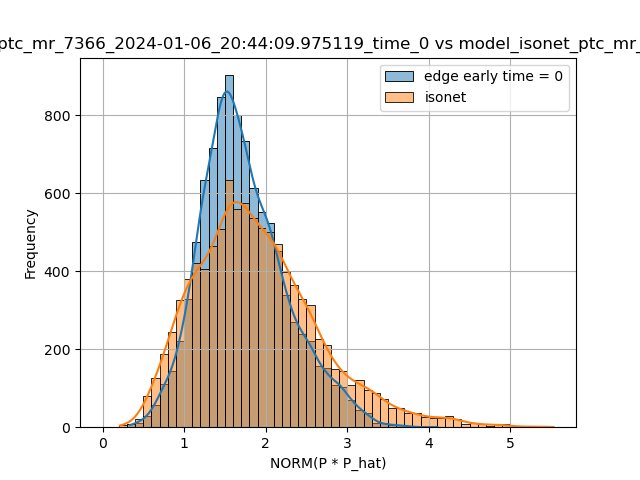 ptc_mr_7366_2024-01-06_20:44:09.975119_time_0 vs model_isonet_ptc_mr_
edge early time = 0
isonet
Frequency
800
600
400
200
0
0 1 2 3 4 5
NORM(P * P_hat)